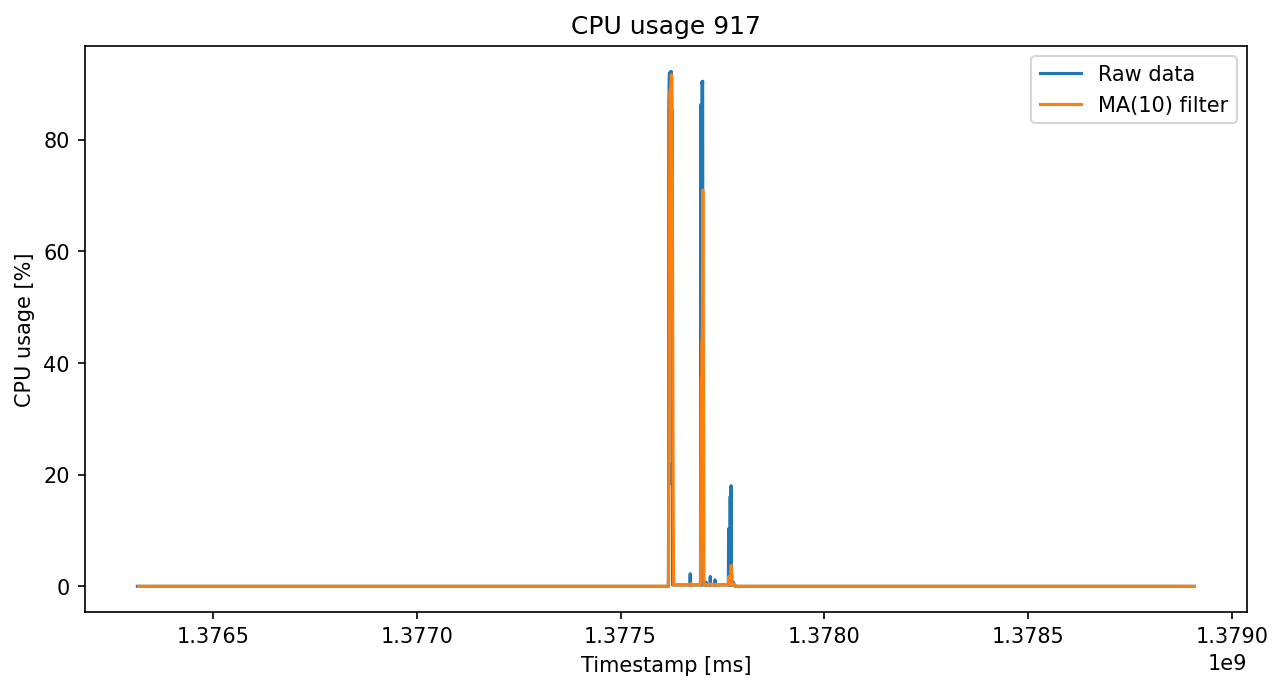 CPU usage 917
Raw data
MA(10) filter
CPU usage [%]
80
60
40
20
0
1.3765 1.3770 1.3775 1.3780 1.3785 1.3790
1e9
Timestamp [ms]